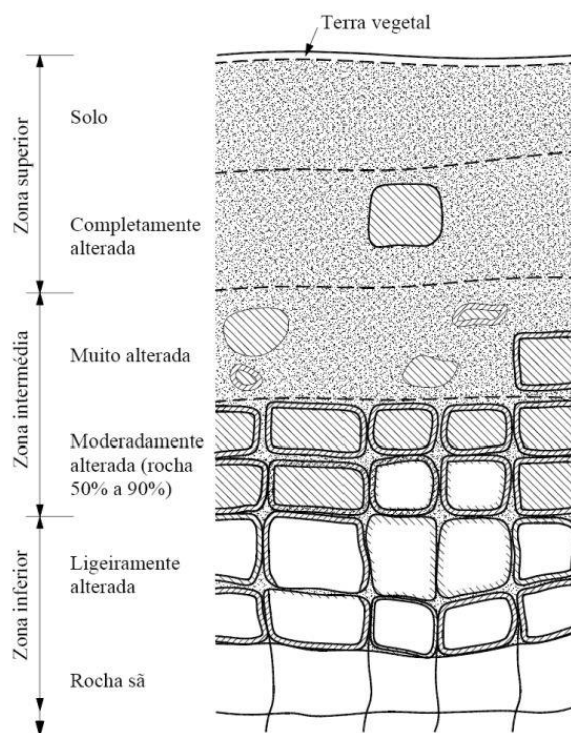 Terra vegetal
Zona superior
Solo
Completamente
alterada
Zona intermédia
Muito alterada
Moderadamente
alterada (rocha
50% a 90%)
Zona inferior
Ligeiramente
alterada
Rocha sã